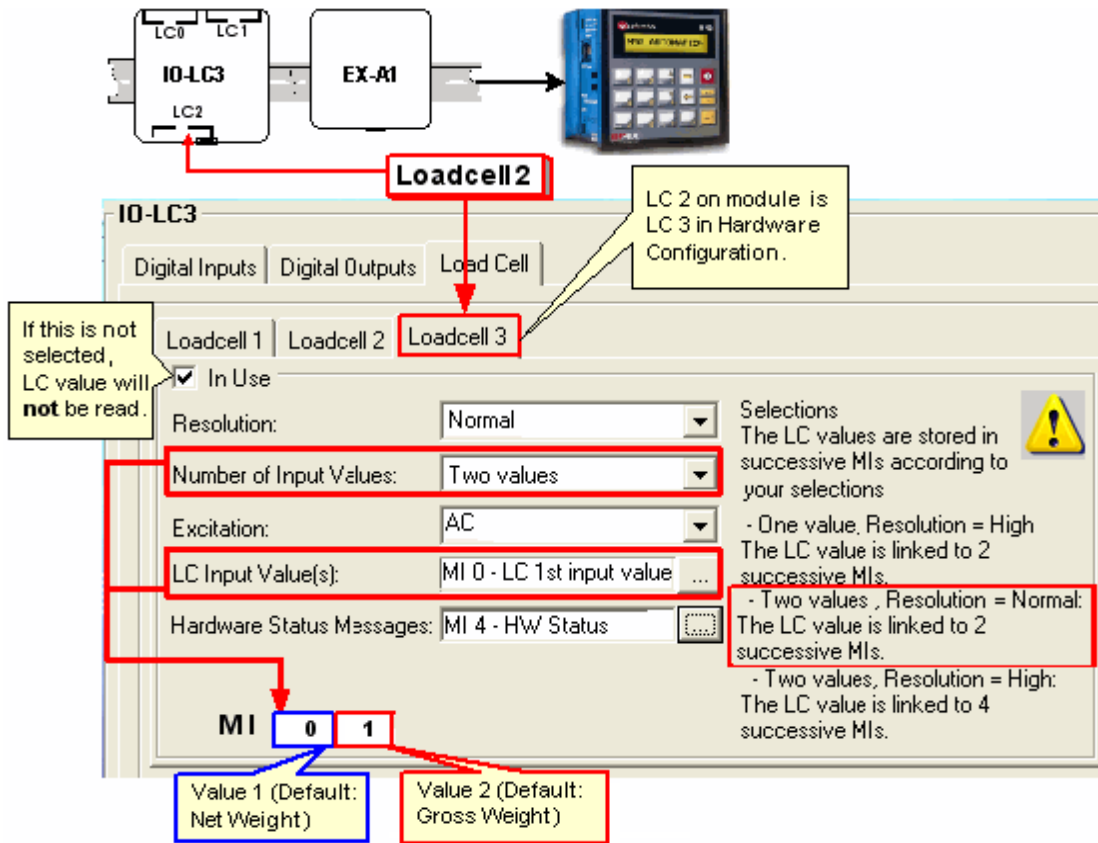 LC0 LC1
IO-LC3
LC2
EX-A1
Loadcell 2
LC 2 on module is
LC 3 in Hardware
Configuration.
IO-LC3
Digital Inputs
Digital Outputs
Load Cell
If this is not
selected,
LC value will
not be read.
Loadcell 1
Loadcell 2
Loadcell 3
In Use
Resolution: Normal
Number of Input Values: Two values
Excitation: AC
LC Input Value(s): MI 0 - LC 1st input value ...
Hardware Status Messages: MI 4 - HW Status ...
Selections
The LC values are stored in
successive MIs according to
your selections
- One value, Resolution = High
The LC value is linked to 2
successive MIs.
- Two values , Resolution = Normal:
The LC value is linked to 2
successive MIs.
- Two values, Resolution = High:
The LC value is linked to 4
successive MIs.
MI 0 1
Value 1 (Default:
Net Weight)
Value 2 (Default:
Gross Weight)